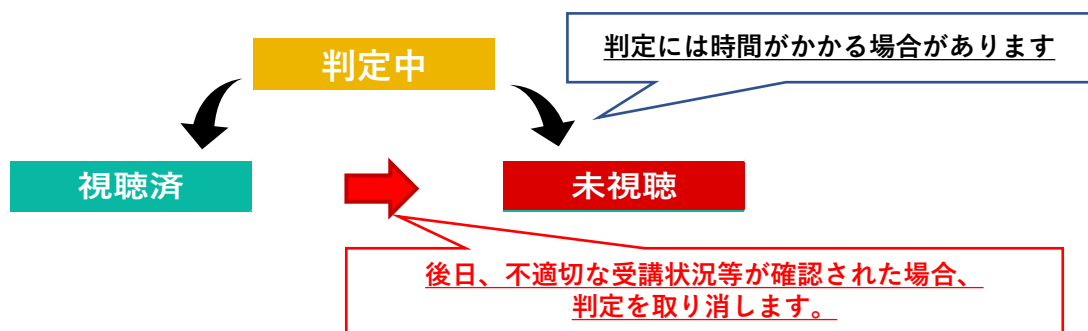 判定中
判定には時間がかかる場合があります
視聴済
未視聴
後日、不適切な受講状況等が確認された場合、
判定を取り消します。